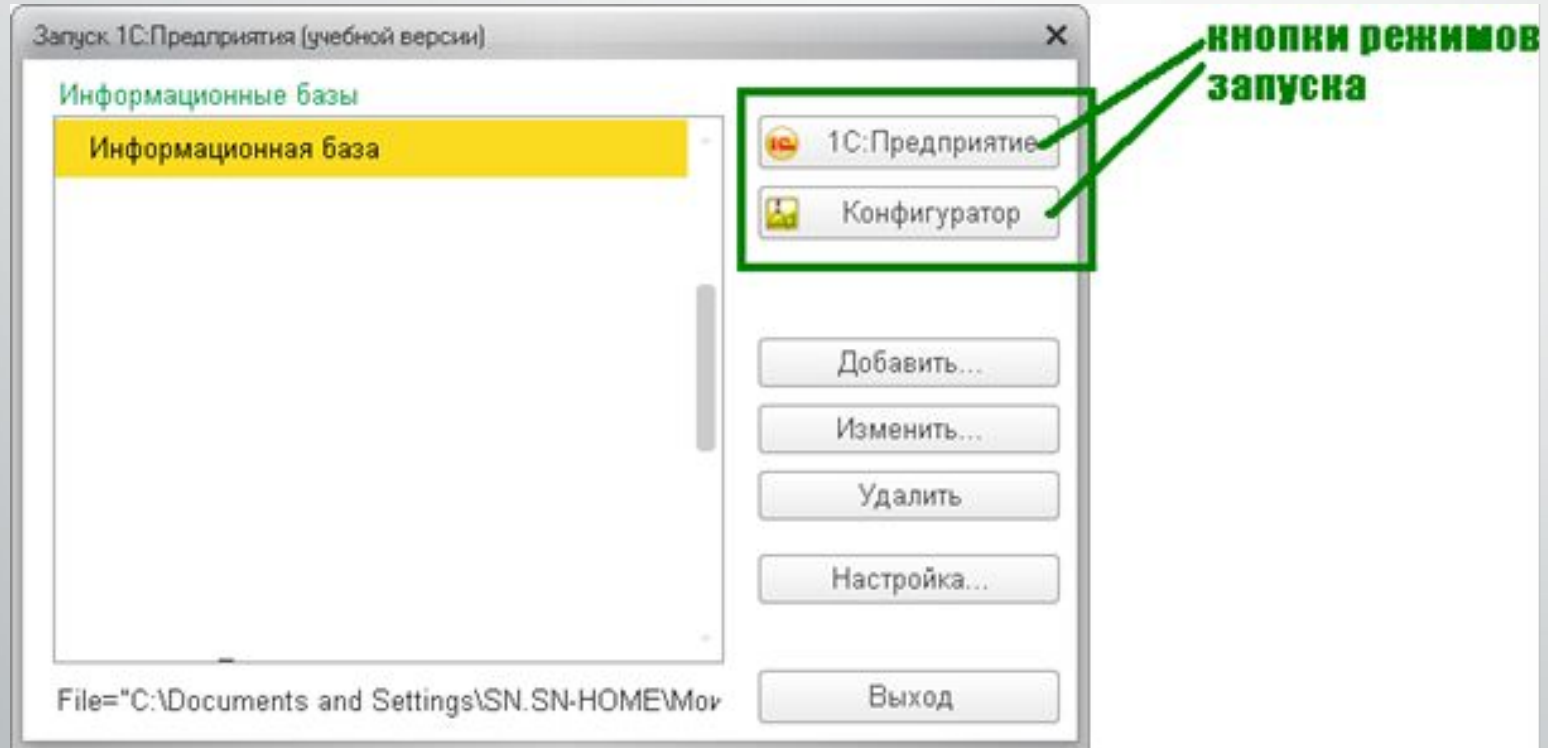 Запуск 1С:Предприятия (учебной версии)
кнопки режимов
запуска
Информационные базы
Информационная база
1С:Предприятие
Конфигуратор
Добавить...
Изменить...
Удалить
Настройка...
Выход
File="C:\Documents and Settings\SN.SN-HOME\Мои